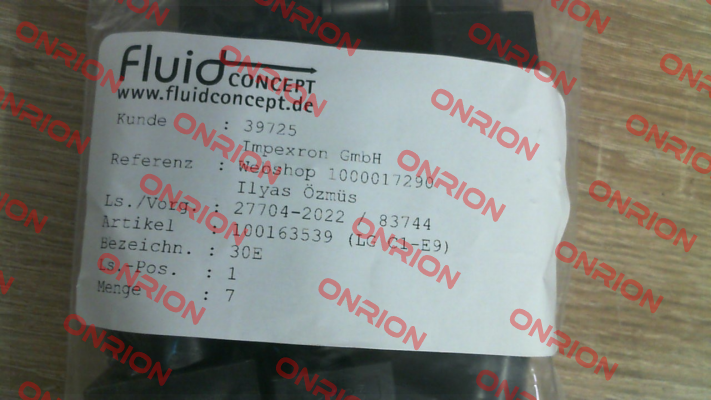 fluid CONCEPT
www.fluidconcept.de
Kunde : 39725
Impexron GmbH
Referenz : Webshop 1000017290
Ilyas Özmüs
Ls./Vorg. : 27704-2022 / 83744
Artikel : 100163539 (LG C1-E9)
Bezeichn. : 30E
Ls.-Pos. : 1
Menge : 7
ONRION